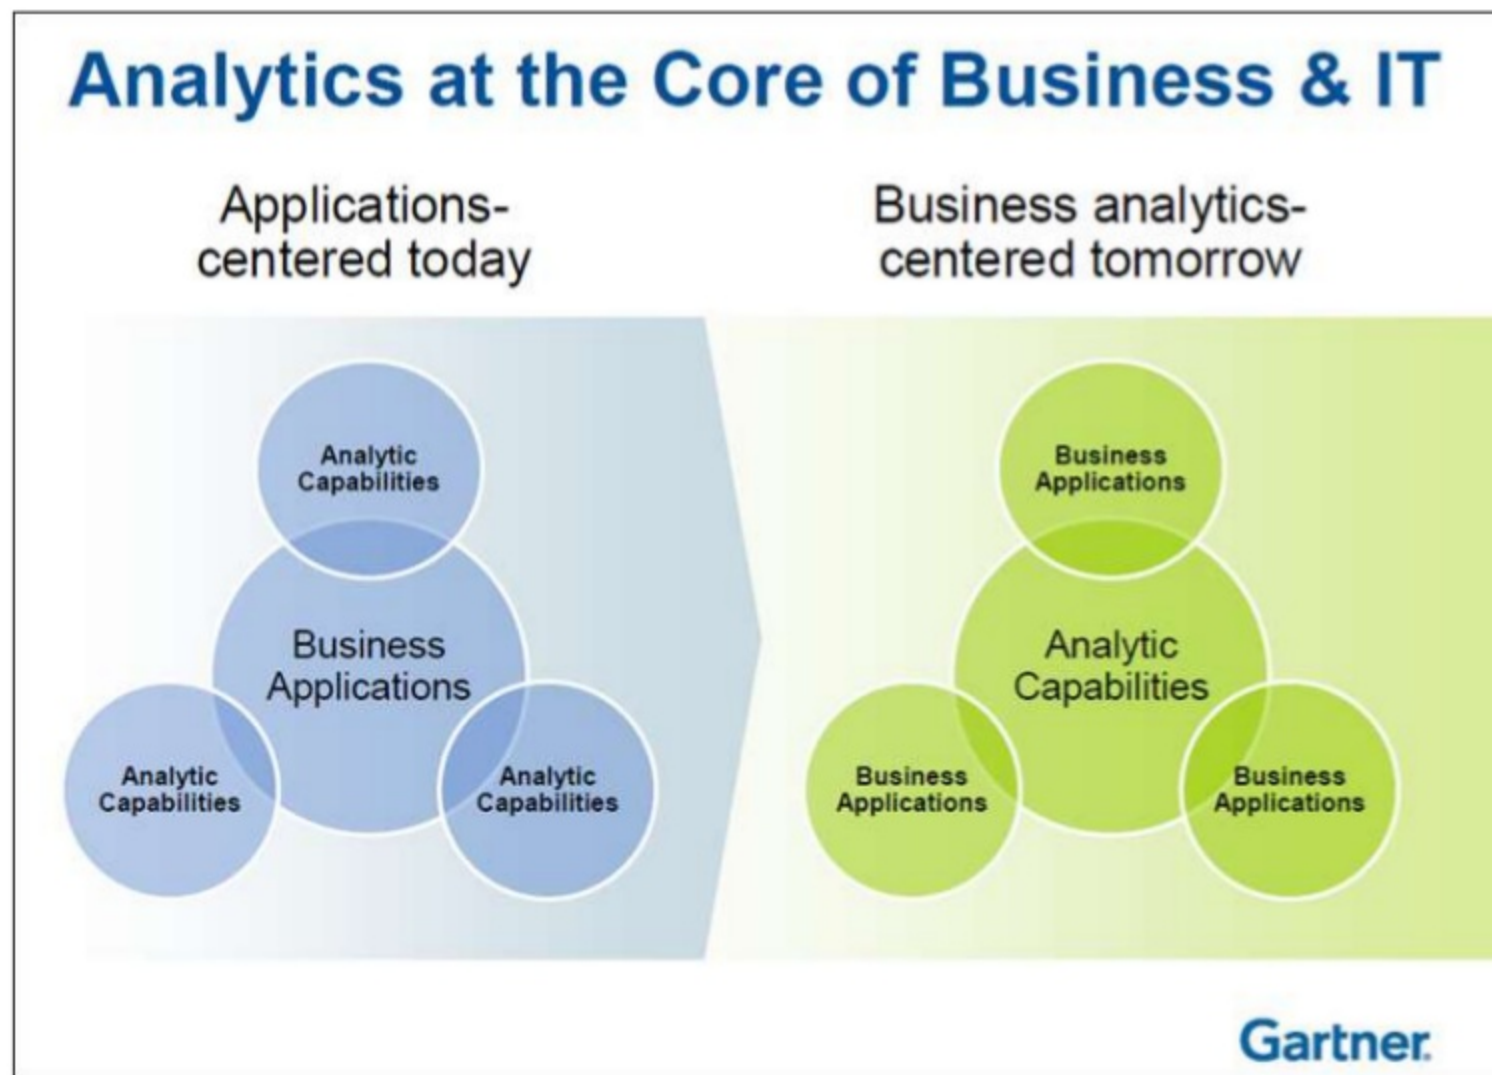 Analytics at the Core of Business & IT
Applications-
centered today
Business analytics-
centered tomorrow
Analytic
Capabilities
Business
Applications
Analytic
Capabilities
Analytic
Capabilities
Business
Applications
Analytic
Capabilities
Business
Applications
Business
Applications
Gartner.